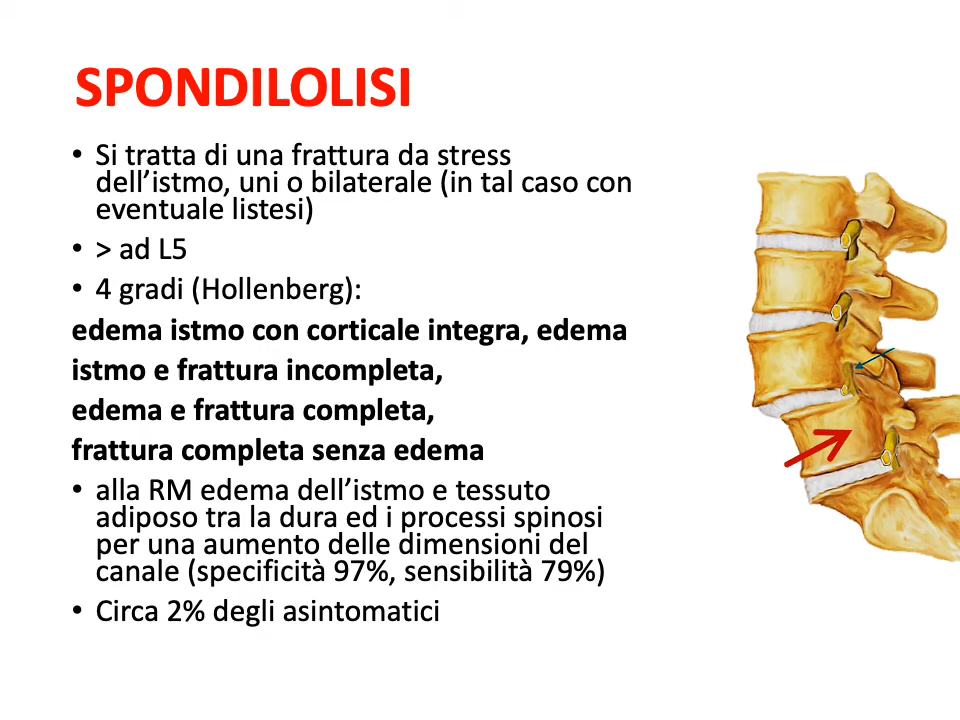 SPONDILOLISI
• Si tratta di una frattura da stress
dell’istmo, uni o bilaterale (in tal caso con
eventuale listesi)
• > ad L5
• 4 gradi (Hollenberg):
edema istmo con corticale integra, edema
istmo e frattura incompleta,
edema e frattura completa,
frattura completa senza edema
• alla RM edema dell’istmo e tessuto
adiposo tra la dura ed i processi spinosi
per una aumento delle dimensioni del
canale (specificità 97%, sensibilità 79%)
• Circa 2% degli asintomatici